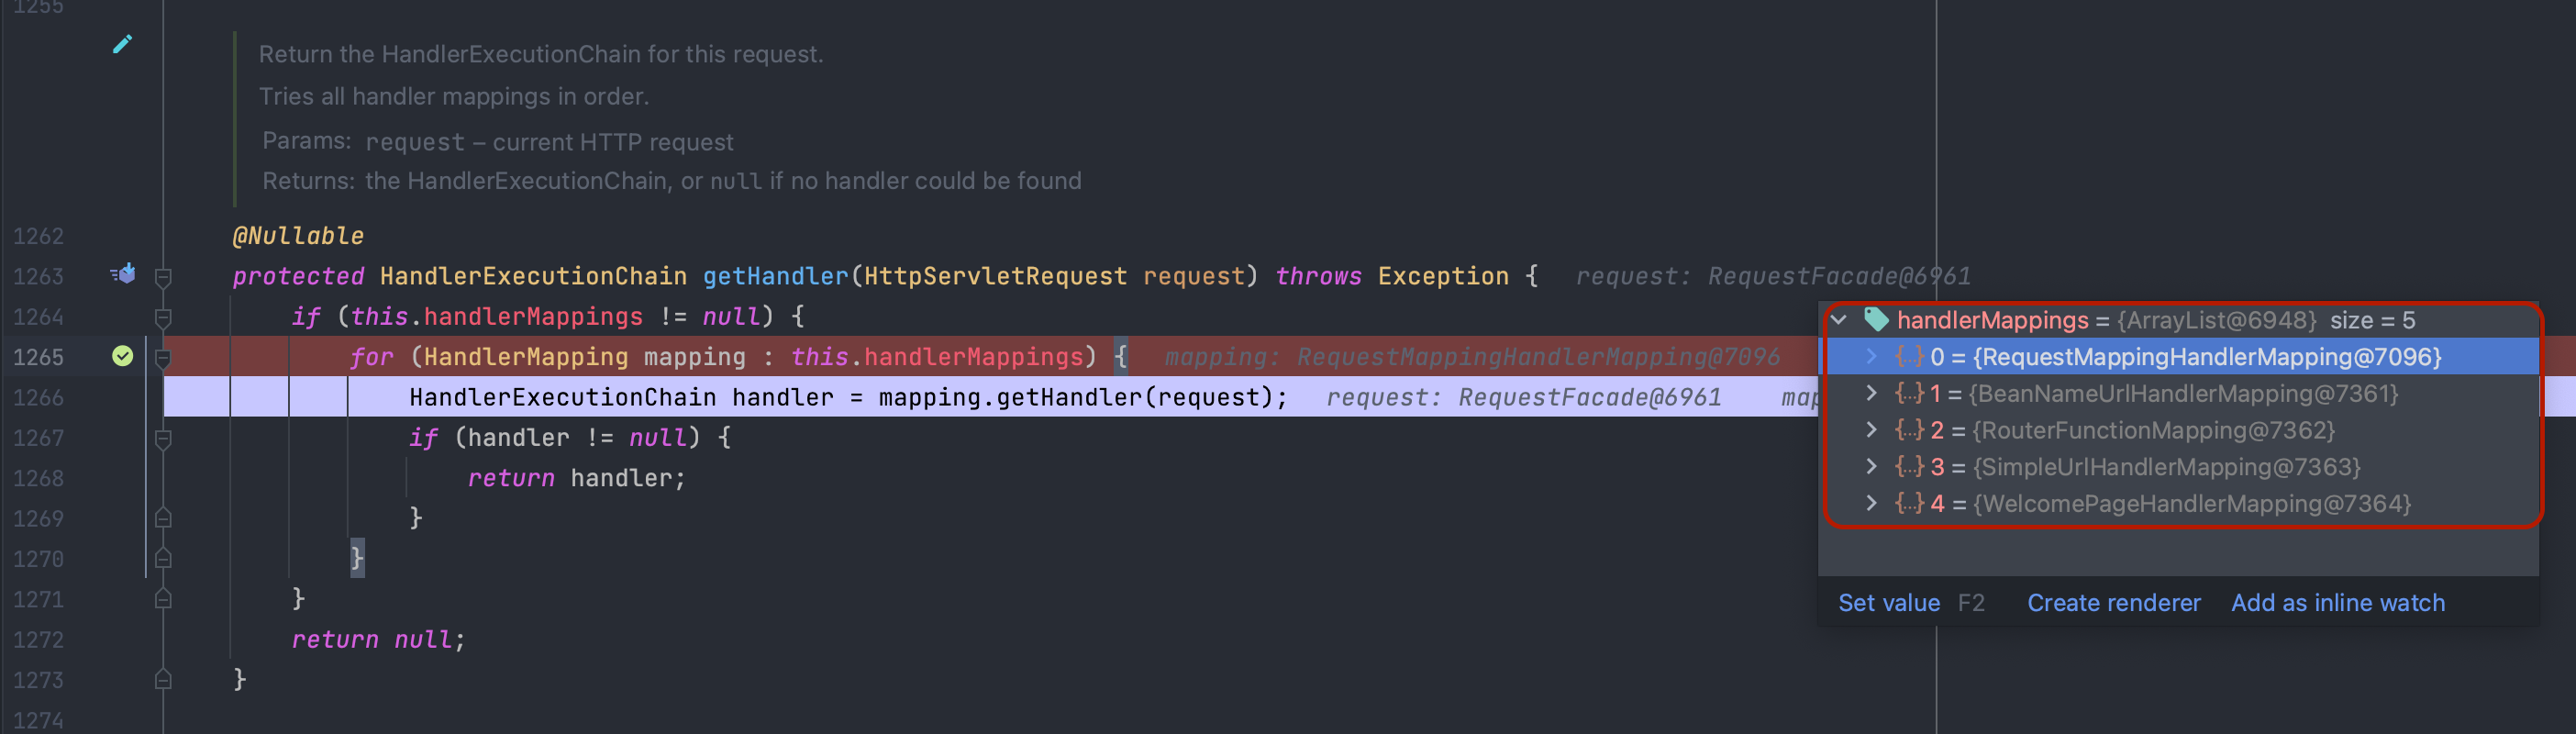 1255
Return the HandlerExecutionChain for this request.
Tries all handler mappings in order.
Params: request – current HTTP request
Returns: the HandlerExecutionChain, or null if no handler could be found
1262 @Nullable
1263 protected HandlerExecutionChain getHandler(HttpServletRequest request) throws Exception { request: RequestFacade@6961
1264 if (this.handlerMappings != null) {
1265 for (HandlerMapping mapping : this.handlerMappings) { mapping: RequestMappingHandlerMapping@7096
1266 HandlerExecutionChain handler = mapping.getHandler(request); request: RequestFacade@6961 map
1267 if (handler != null) {
1268 return handler;
1269 }
1270 }
1271 }
1272 return null;
1273 }
1274
handlerMappings = {ArrayList@6948} size = 5
{...} 0 = {RequestMappingHandlerMapping@7096}
{...} 1 = {BeanNameUrlHandlerMapping@7361}
{...} 2 = {RouterFunctionMapping@7362}
{...} 3 = {SimpleUrlHandlerMapping@7363}
{...} 4 = {WelcomePageHandlerMapping@7364}
Set value F2 Create renderer Add as inline watch